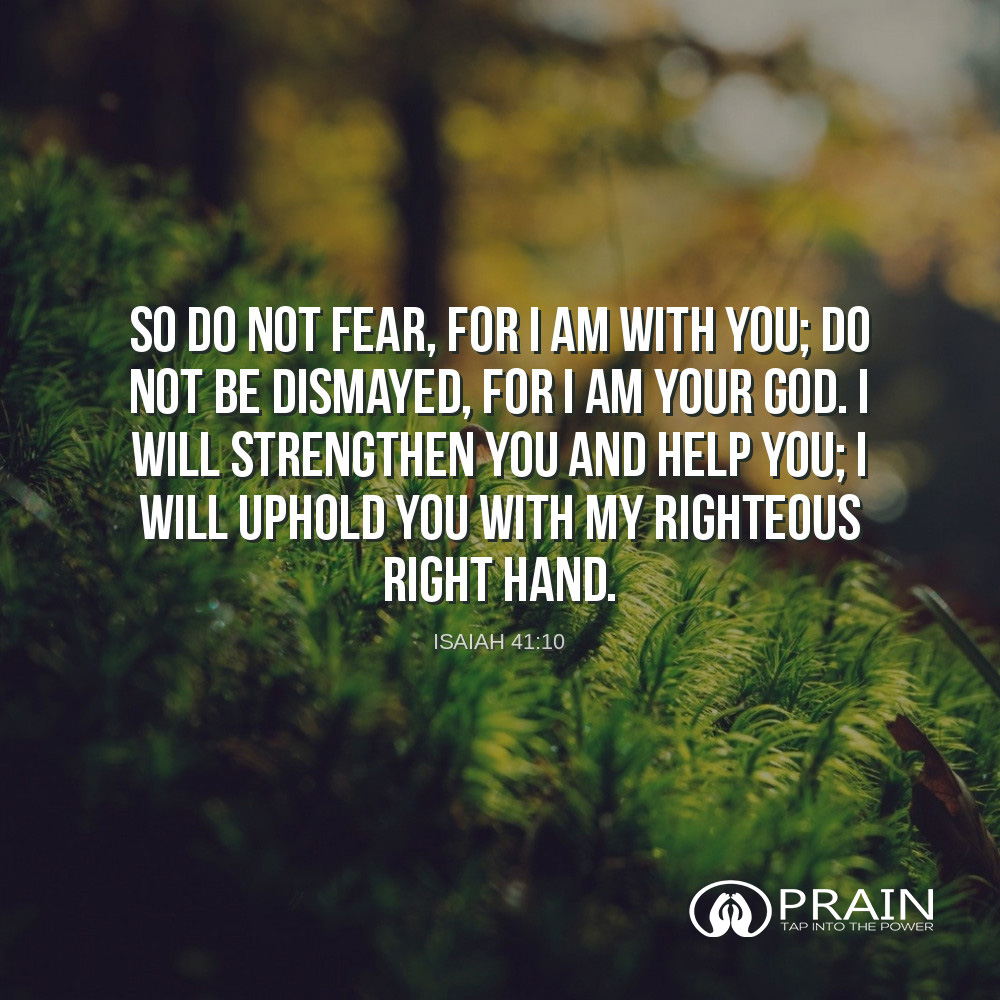 SO DO NOT FEAR, FOR I AM WITH YOU; DO
NOT BE DISMAYED, FOR I AM YOUR GOD. I
WILL STRENGTHEN YOU AND HELP YOU; I
WILL UPHOLD YOU WITH MY RIGHTEOUS
RIGHT HAND.
ISAIAH 41:10
PRAIN
TAP INTO THE POWER